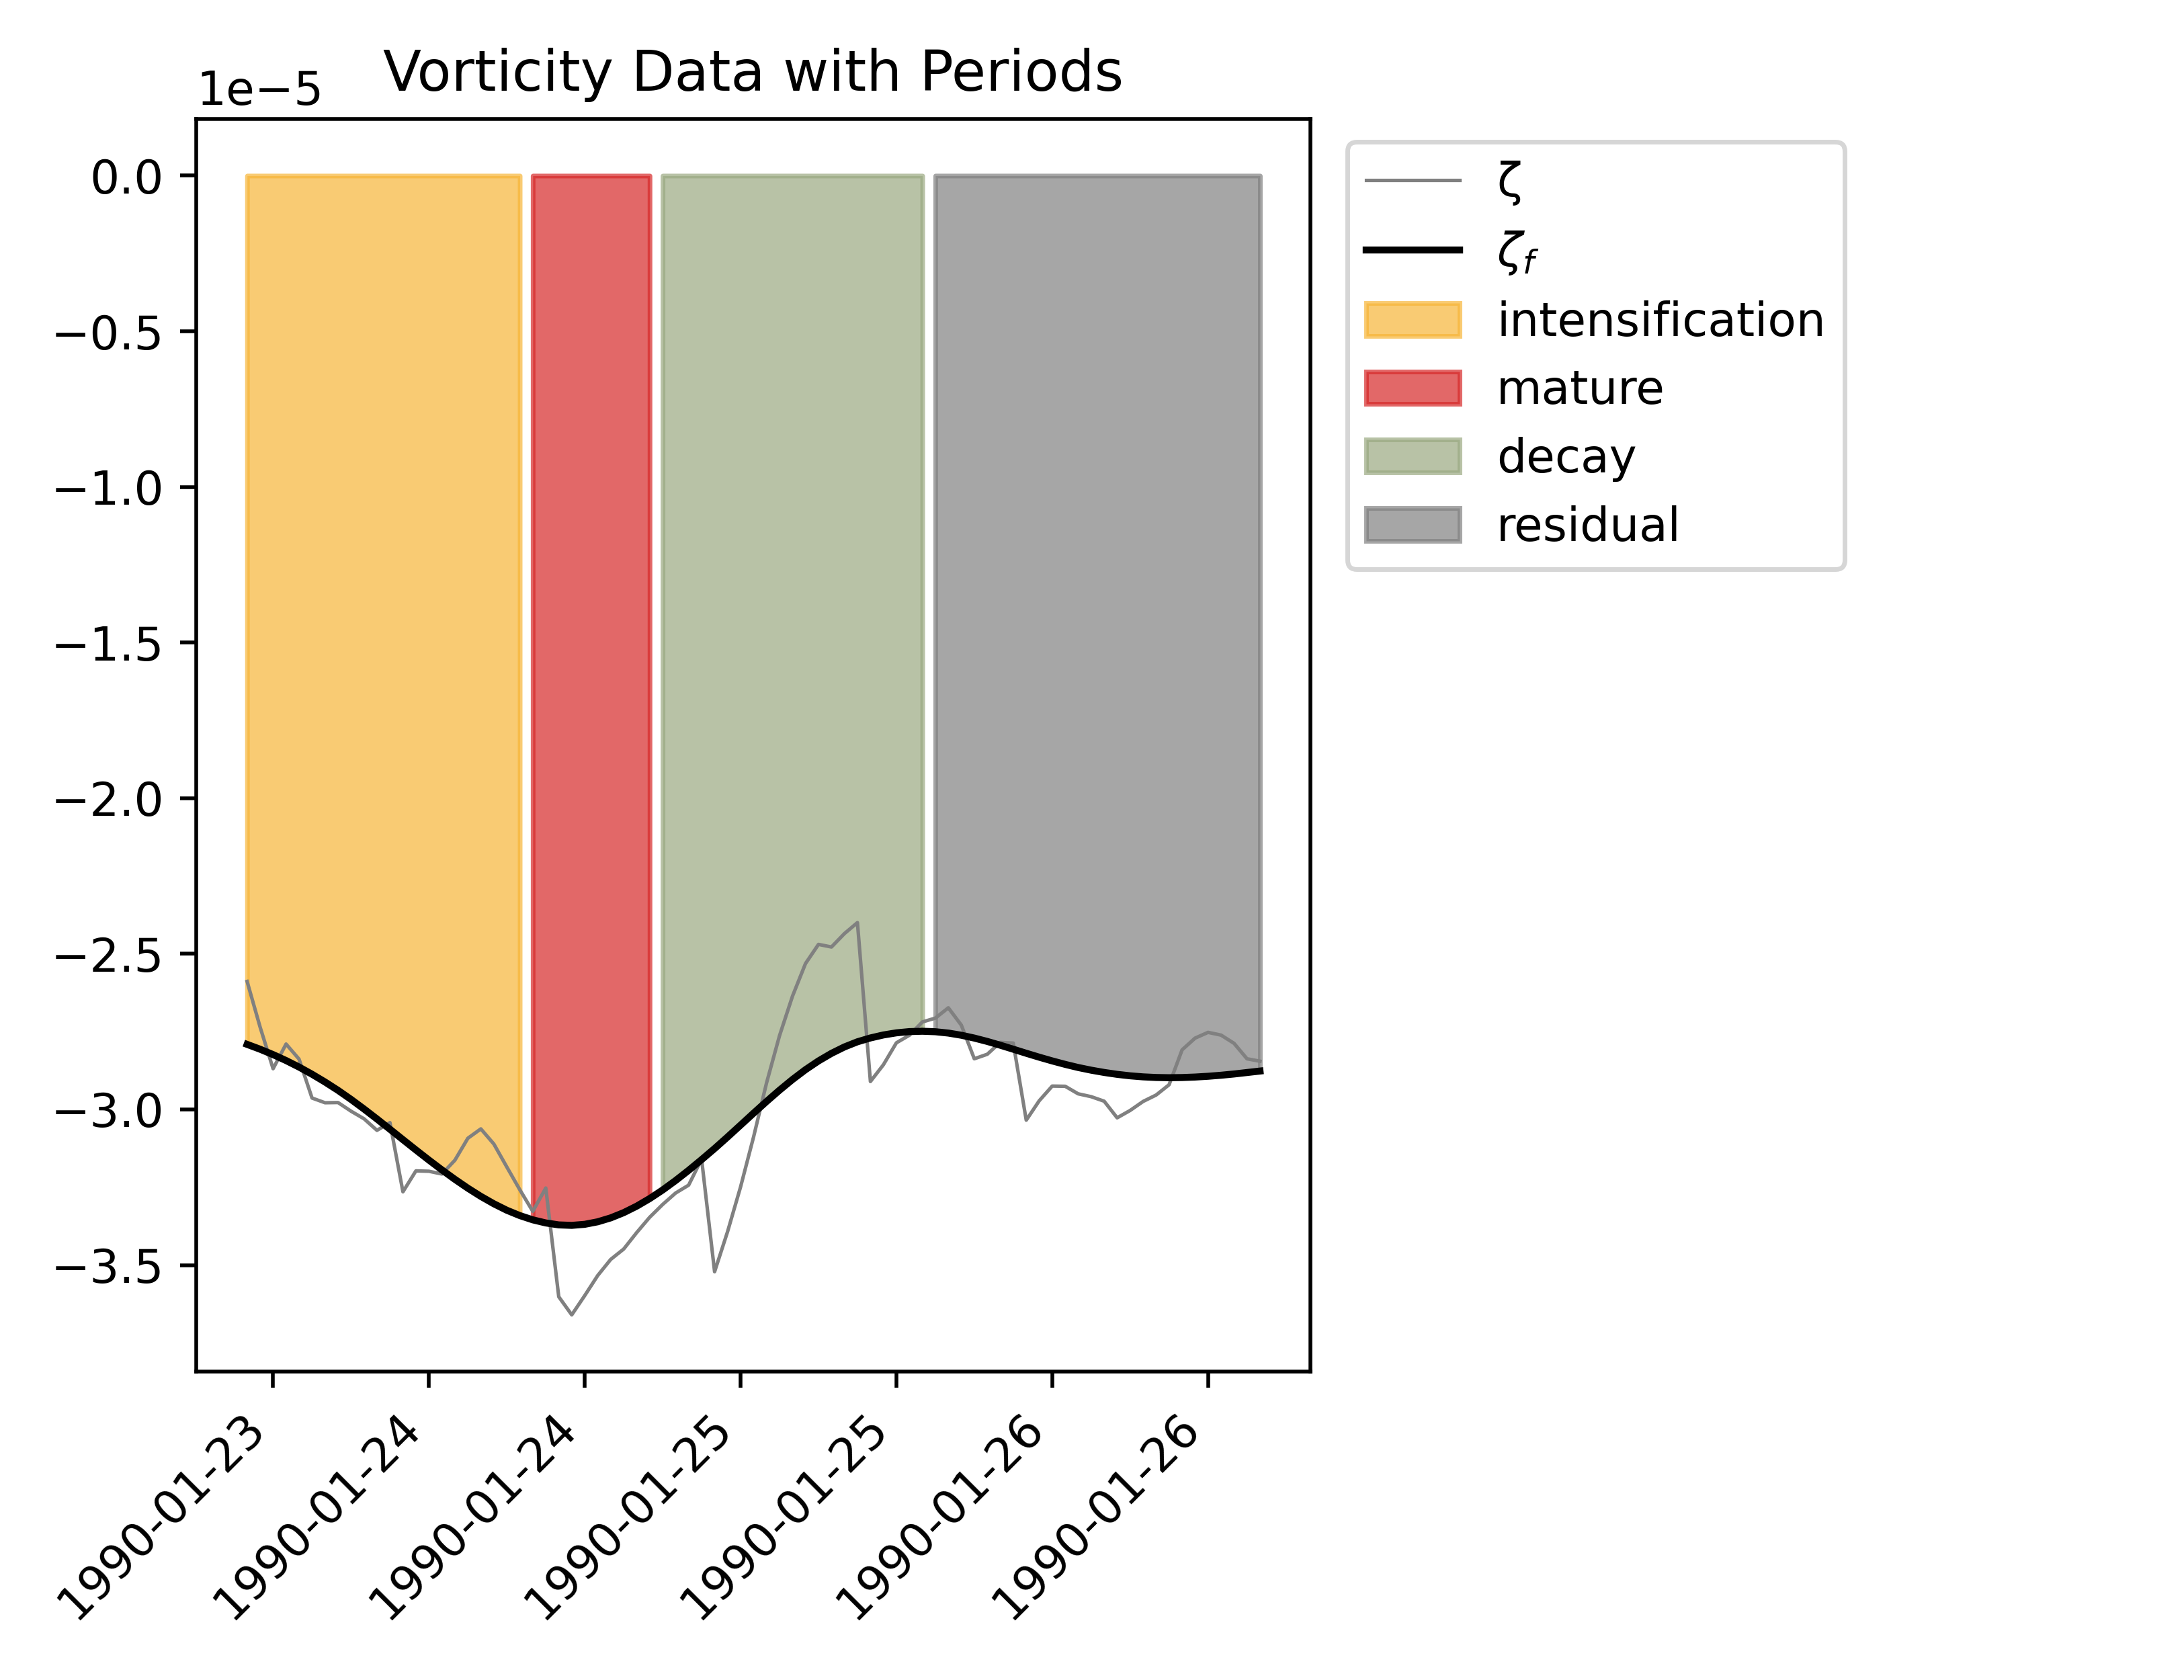 Vorticity Data with Periods
1e−5
0.0
−0.5
−1.0
−1.5
−2.0
−2.5
−3.0
−3.5
1990-01-23
1990-01-24
1990-01-24
1990-01-25
1990-01-25
1990-01-26
1990-01-26
ζ
ζf
intensification
mature
decay
residual